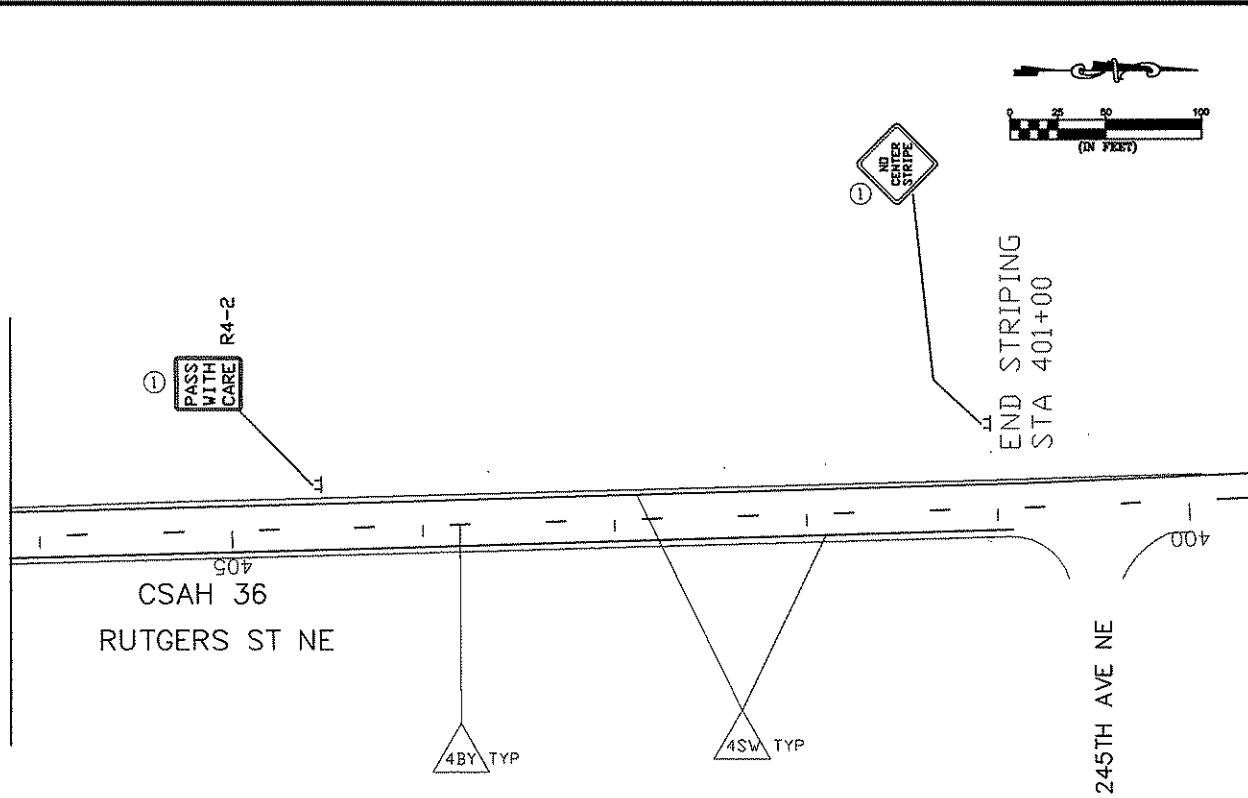 0 25 50 100
(IN FEET)
NO
CENTER
STRIPE
1
END STRIPING
STA 401+00
R4-2
1
PASS
WITH
CARE
405
400
CSAH 36
RUTGERS ST NE
245TH AVE NE
4BY TYP
4SW TYP